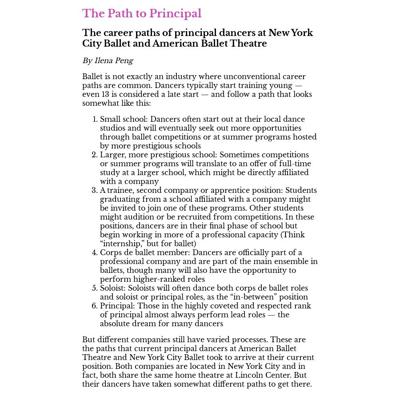 The Path to Principal
The career paths of principal dancers at New York
City Ballet and American Ballet Theatre
By Ilena Peng
Ballet is not exactly an industry where unconventional career
paths are common. Dancers typically start training young —
even 13 is considered a late start — and follow a path that looks
somewhat like this:
1. Small school: Dancers often start out at their local dance
studios and will eventually seek out more opportunities
through ballet competitions or at summer programs hosted
by more prestigious schools
2. Larger, more prestigious school: Sometimes competitions
or summer programs will translate to an offer of full-time
study at a larger school, which might be directly affiliated
with a company
3. A trainee, second company or apprentice position: Students
graduating from a school affiliated with a company might
be invited to join one of these programs. Other students
might audition or be recruited from competitions. In these
positions, dancers are in their final phase of school but
begin working in more of a professional capacity (Think
“internship,” but for ballet)
4. Corps de ballet member: Dancers are officially part of a
professional company and are part of the main ensemble in
ballets, though many will also have the opportunity to
perform higher-ranked roles
5. Soloist: Soloists will often dance both corps de ballet roles
and soloist or principal roles, as the “in-between” position
6. Principal: Those in the highly coveted and respected rank
of principal almost always perform lead roles — the
absolute dream for many dancers
But different companies still have varied processes. These are
the paths that current principal dancers at American Ballet
Theatre and New York City Ballet took to arrive at their current
position. Both companies are located in New York City and in
fact, both share the same home theatre at Lincoln Center. But
their dancers have taken somewhat different paths to get there.